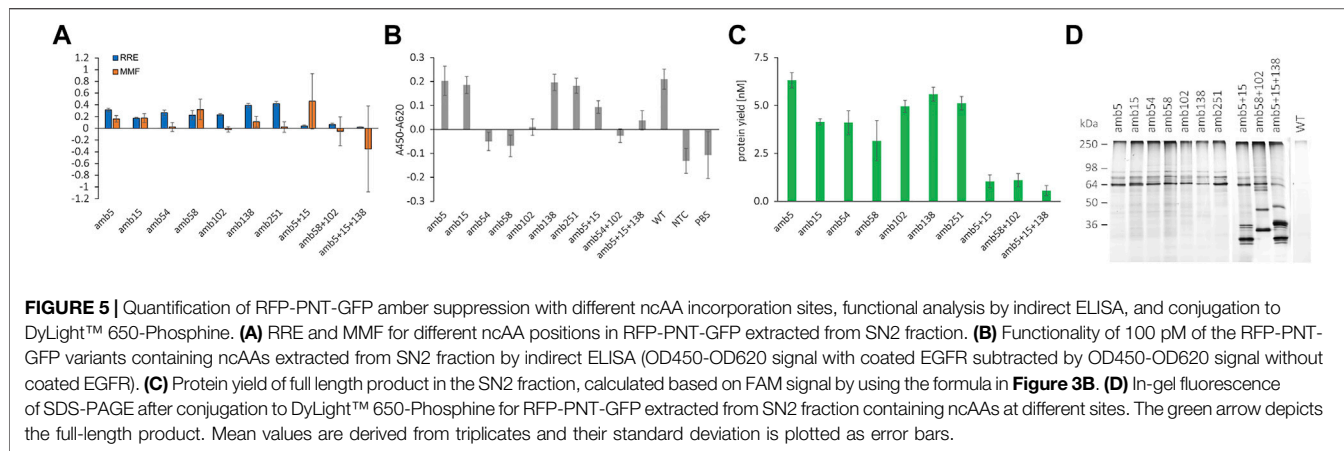 A
B
C
D
1.2
1
0.8
0.6
0.4
0.2
0
-0.2
-0.4
-0.6
-0.8
-1
-1.2
RRE
MMF
amb5
amb15
amb54
amb58
amb102
amb138
amb251
amb5+15
amb58+102
amb5+15+138
A450-A620
0.3
0.2
0.1
0.0
-0.1
-0.2
-0.3
amb5
amb15
amb54
amb58
amb102
amb138
amb251
amb5+15
amb54+102
amb5+15+138
WT
NTC
PBS
protein yield [nM]
7.5
5.0
2.5
0.0
amb5
amb15
amb54
amb58
amb102
amb138
amb251
amb5+15
amb58+102
amb5+15+138
amb5
amb15
amb54
amb58
amb102
amb138
amb251
amb5+15
amb58+102
amb5+15+138
WT
kDa
250
98
64
50
36
FIGURE 5 | Quantification of RFP-PNT-GFP amber suppression with different ncAA incorporation sites, functional analysis by indirect ELISA, and conjugation to
DyLight™ 650-Phosphine. (A) RRE and MMF for different ncAA positions in RFP-PNT-GFP extracted from SN2 fraction. (B) Functionality of 100 pM of the RFP-PNT-
GFP variants containing ncAAs extracted from SN2 fraction by indirect ELISA (OD450-OD620 signal with coated EGFR subtracted by OD450-OD620 signal without
coated EGFR). (C) Protein yield of full length product in the SN2 fraction, calculated based on FAM signal by using the formula in Figure 3B. (D) In-gel fluorescence
of SDS-PAGE after conjugation to DyLight™ 650-Phosphine for RFP-PNT-GFP extracted from SN2 fraction containing ncAAs at different sites. The green arrow depicts
the full-length product. Mean values are derived from triplicates and their standard deviation is plotted as error bars.